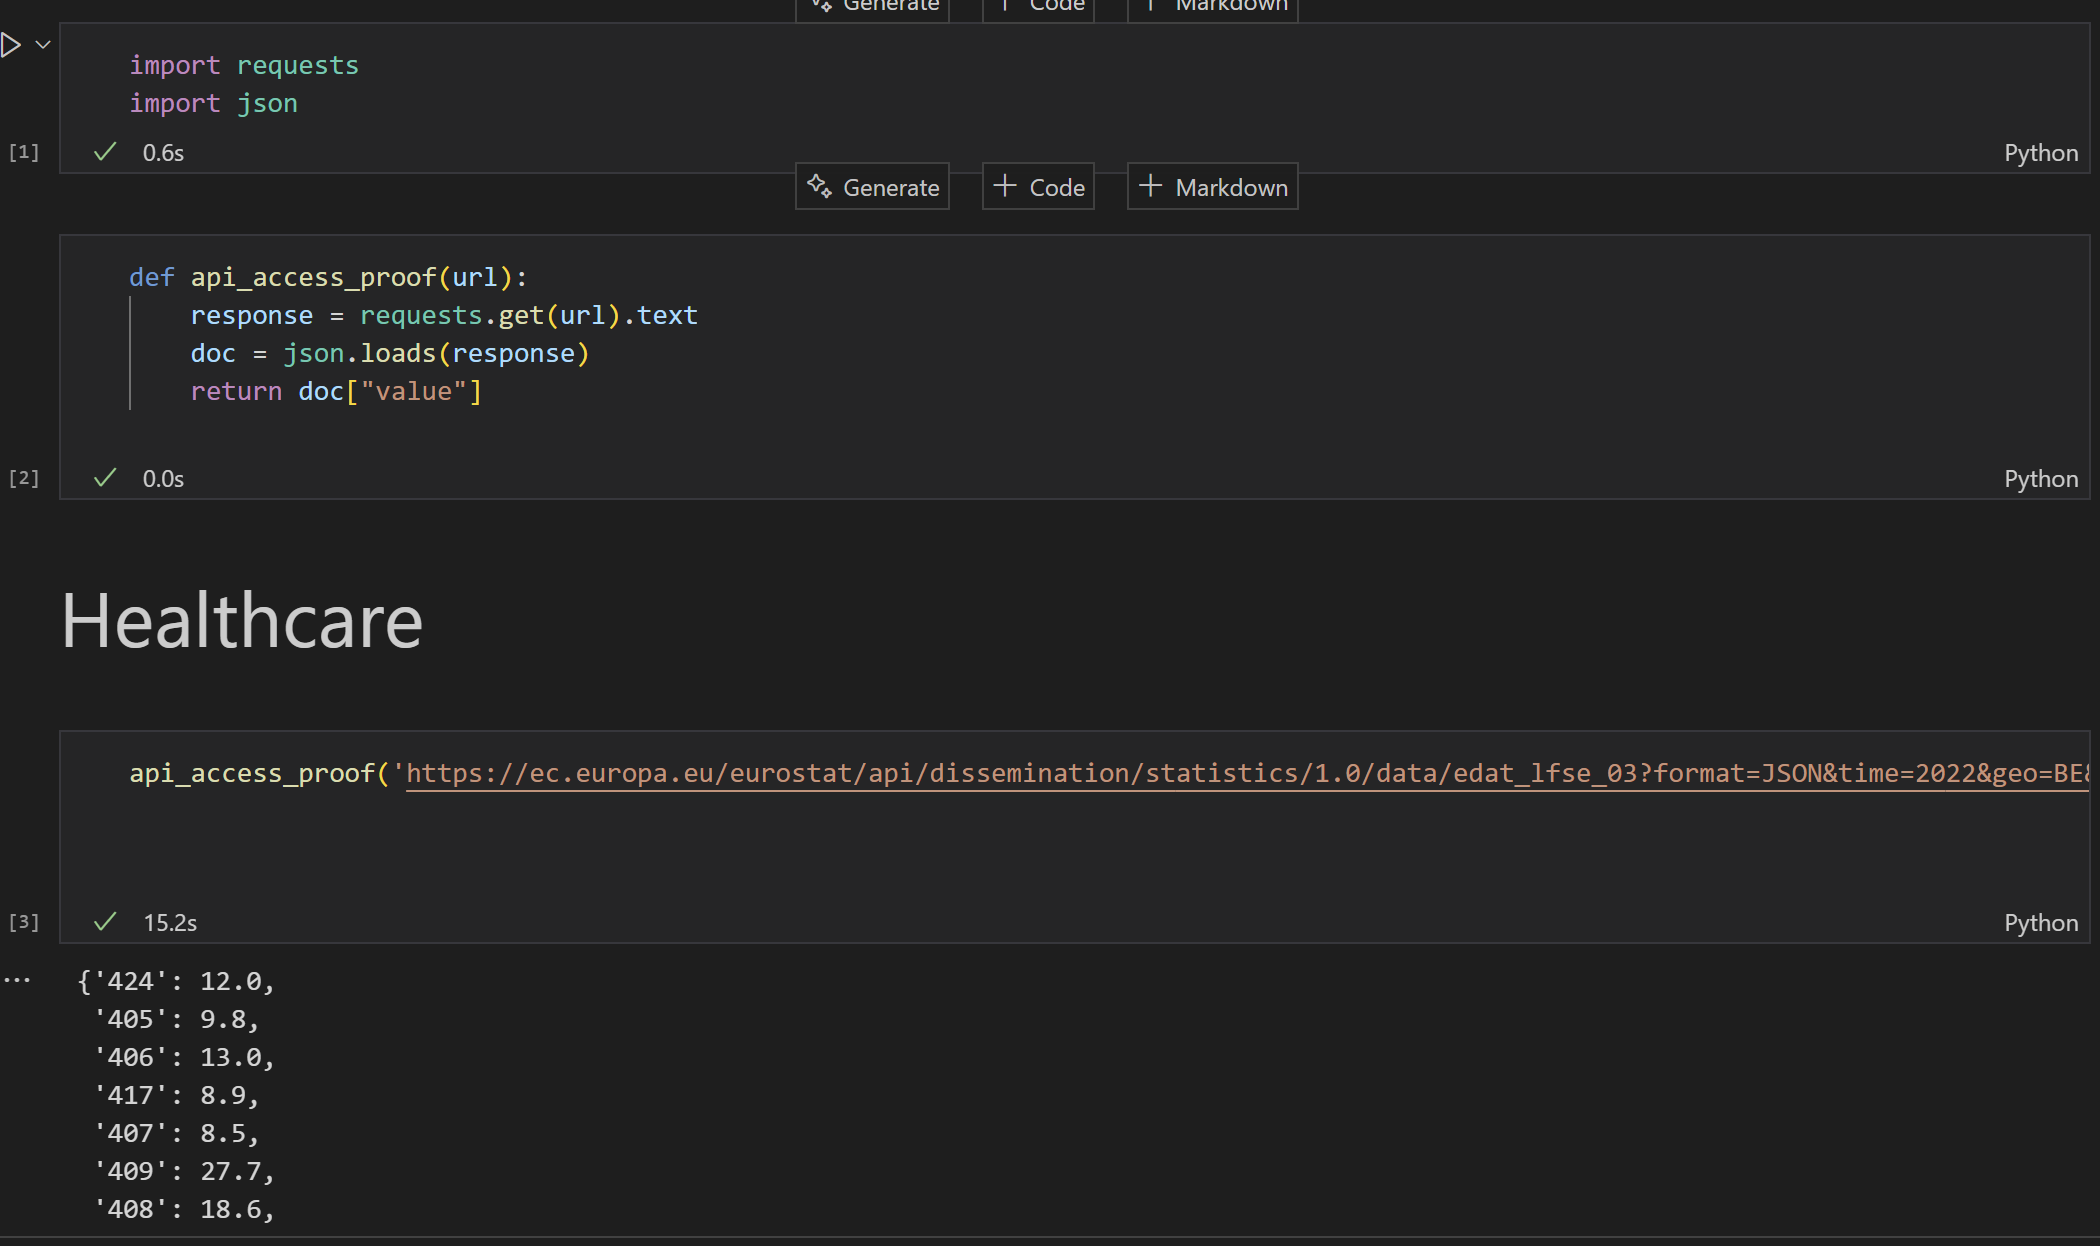 Generate Code Markdown
import requests
import json
[1] 0.6s Python
Generate Code Markdown
def api_access_proof(url):
    response = requests.get(url).text
    doc = json.loads(response)
    return doc["value"]
[2] 0.0s Python
Healthcare
api_access_proof('https://ec.europa.eu/eurostat/api/dissemination/statistics/1.0/data/edat_lfse_03?format=JSON&time=2022&geo=BE&
[3] 15.2s Python
... {'424': 12.0,
'405': 9.8,
'406': 13.0,
'417': 8.9,
'407': 8.5,
'409': 27.7,
'408': 18.6,